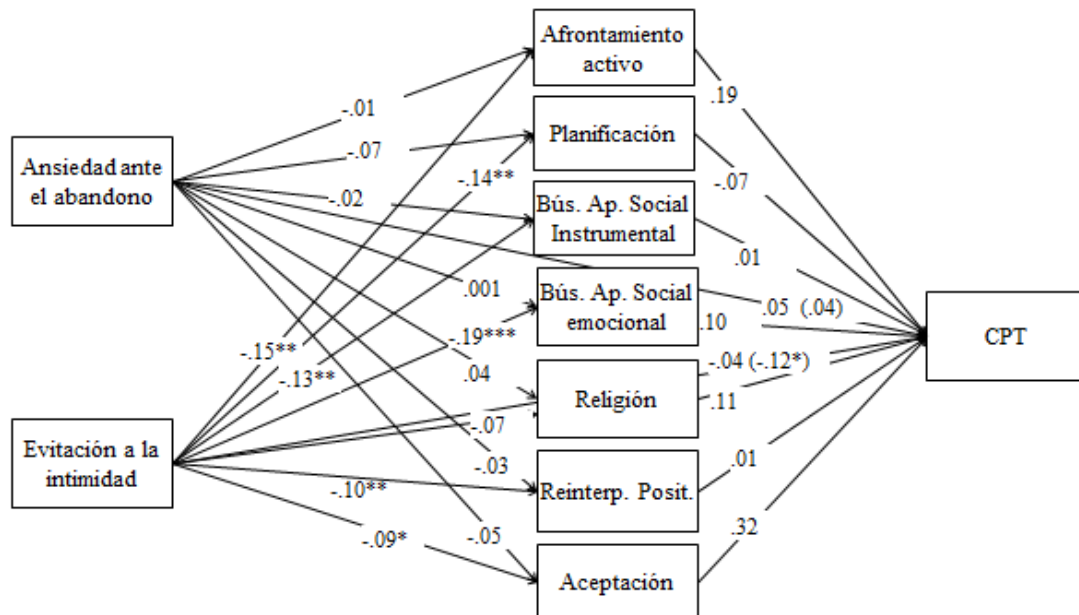 Afrontamiento
activo
.19
-.01
Planificación
-.07
-.07
Ansiedad ante
el abandono
-.14**
-.02
Bús. Ap. Social
Instrumental
.01
.001
Bús. Ap. Social
emocional
.10
.05 (.04)
CPT
-.19***
-.15**
-.13**
.04
-.04 (-.12*)
Religión
.11
-.07
Evitación a la
intimidad
-.03
.01
-.10**
Reinterp. Posit.
.32
-.09*
-.05
Aceptación